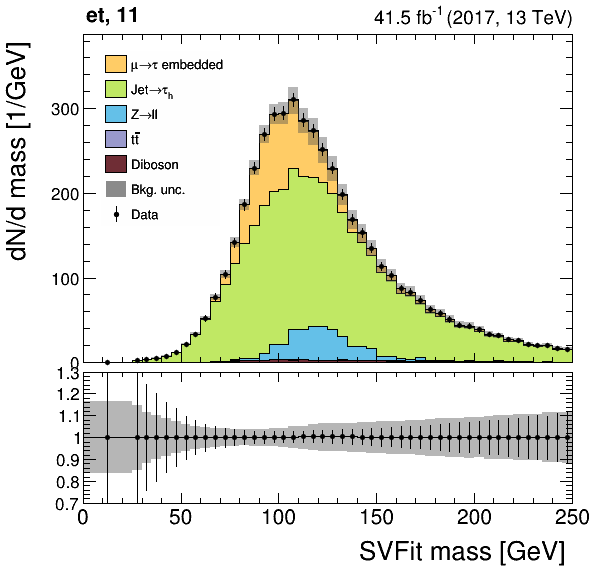 et, 11
41.5 fb⁻¹ (2017, 13 TeV)
dN/d mass [1/GeV]
300
200
100
0
μ→τ embedded
Jet→τₕ
Z→ll
tt̄
Diboson
Bkg. unc.
Data
1.3
1.2
1.1
1
0.9
0.8
0.7
0 50 100 150 200 250
SVFit mass [GeV]